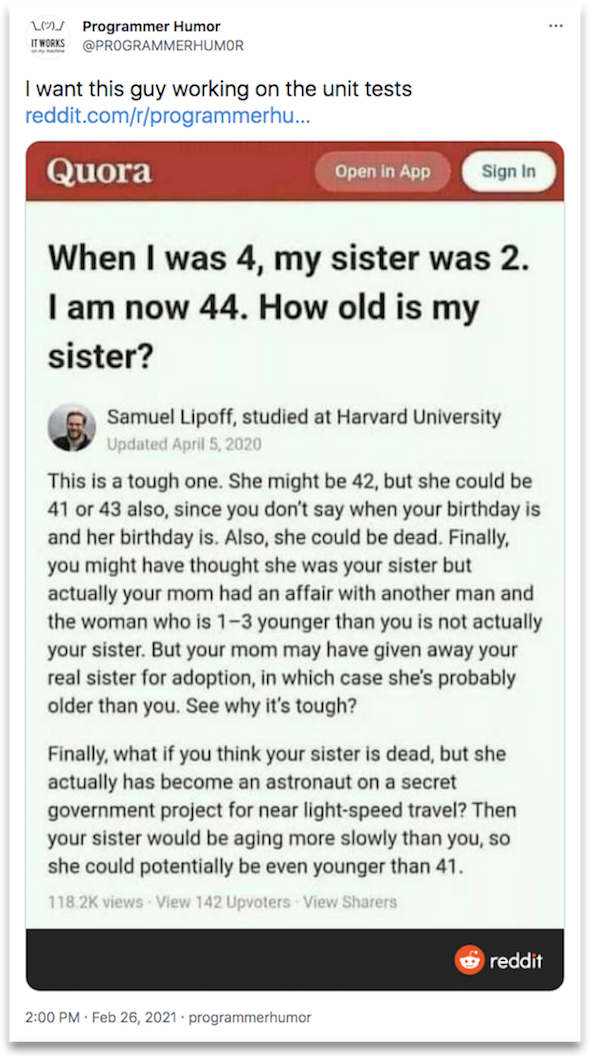 ¯\_(ツ)_/¯
IT WORKS
on my machine
Programmer Humor
@PR0GRAMMERHUM0R
...
I want this guy working on the unit tests
reddit.com/r/programmerhu...
Quora
Open in App
Sign In
When I was 4, my sister was 2.
I am now 44. How old is my
sister?
Samuel Lipoff, studied at Harvard University
Updated April 5, 2020
This is a tough one. She might be 42, but she could be
41 or 43 also, since you don't say when your birthday is
and her birthday is. Also, she could be dead. Finally,
you might have thought she was your sister but
actually your mom had an affair with another man and
the woman who is 1–3 younger than you is not actually
your sister. But your mom may have given away your
real sister for adoption, in which case she's probably
older than you. See why it's tough?
Finally, what if you think your sister is dead, but she
actually has become an astronaut on a secret
government project for near light-speed travel? Then
your sister would be aging more slowly than you, so
she could potentially be even younger than 41.
118.2K views · View 142 Upvoters · View Sharers
reddit
2:00 PM · Feb 26, 2021 · programmerhumor